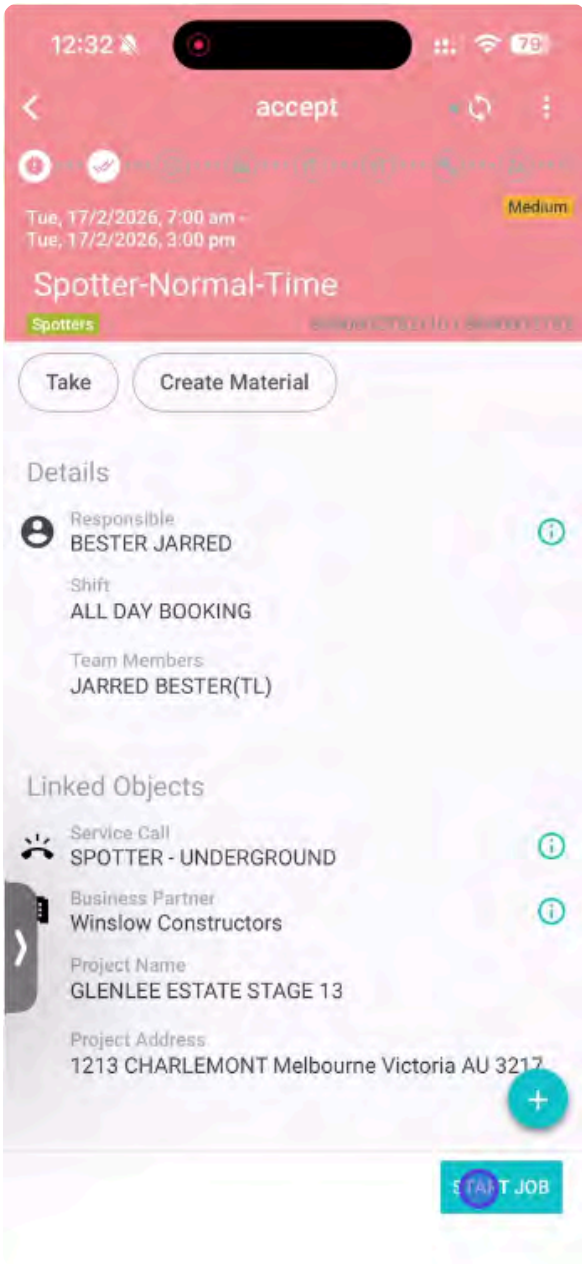 12:32
79
accept
Tue, 17/2/2026, 7:00 am -
Tue, 17/2/2026, 3:00 pm
Medium
Spotter-Normal-Time
Spotters
Take
Create Material
Details
Responsible
BESTER JARRED
Shift
ALL DAY BOOKING
Team Members
JARRED BESTER(TL)
Linked Objects
Service Call
SPOTTER - UNDERGROUND
Business Partner
Winslow Constructors
Project Name
GLENLEE ESTATE STAGE 13
Project Address
1213 CHARLEMONT Melbourne Victoria AU 3217
+
START JOB